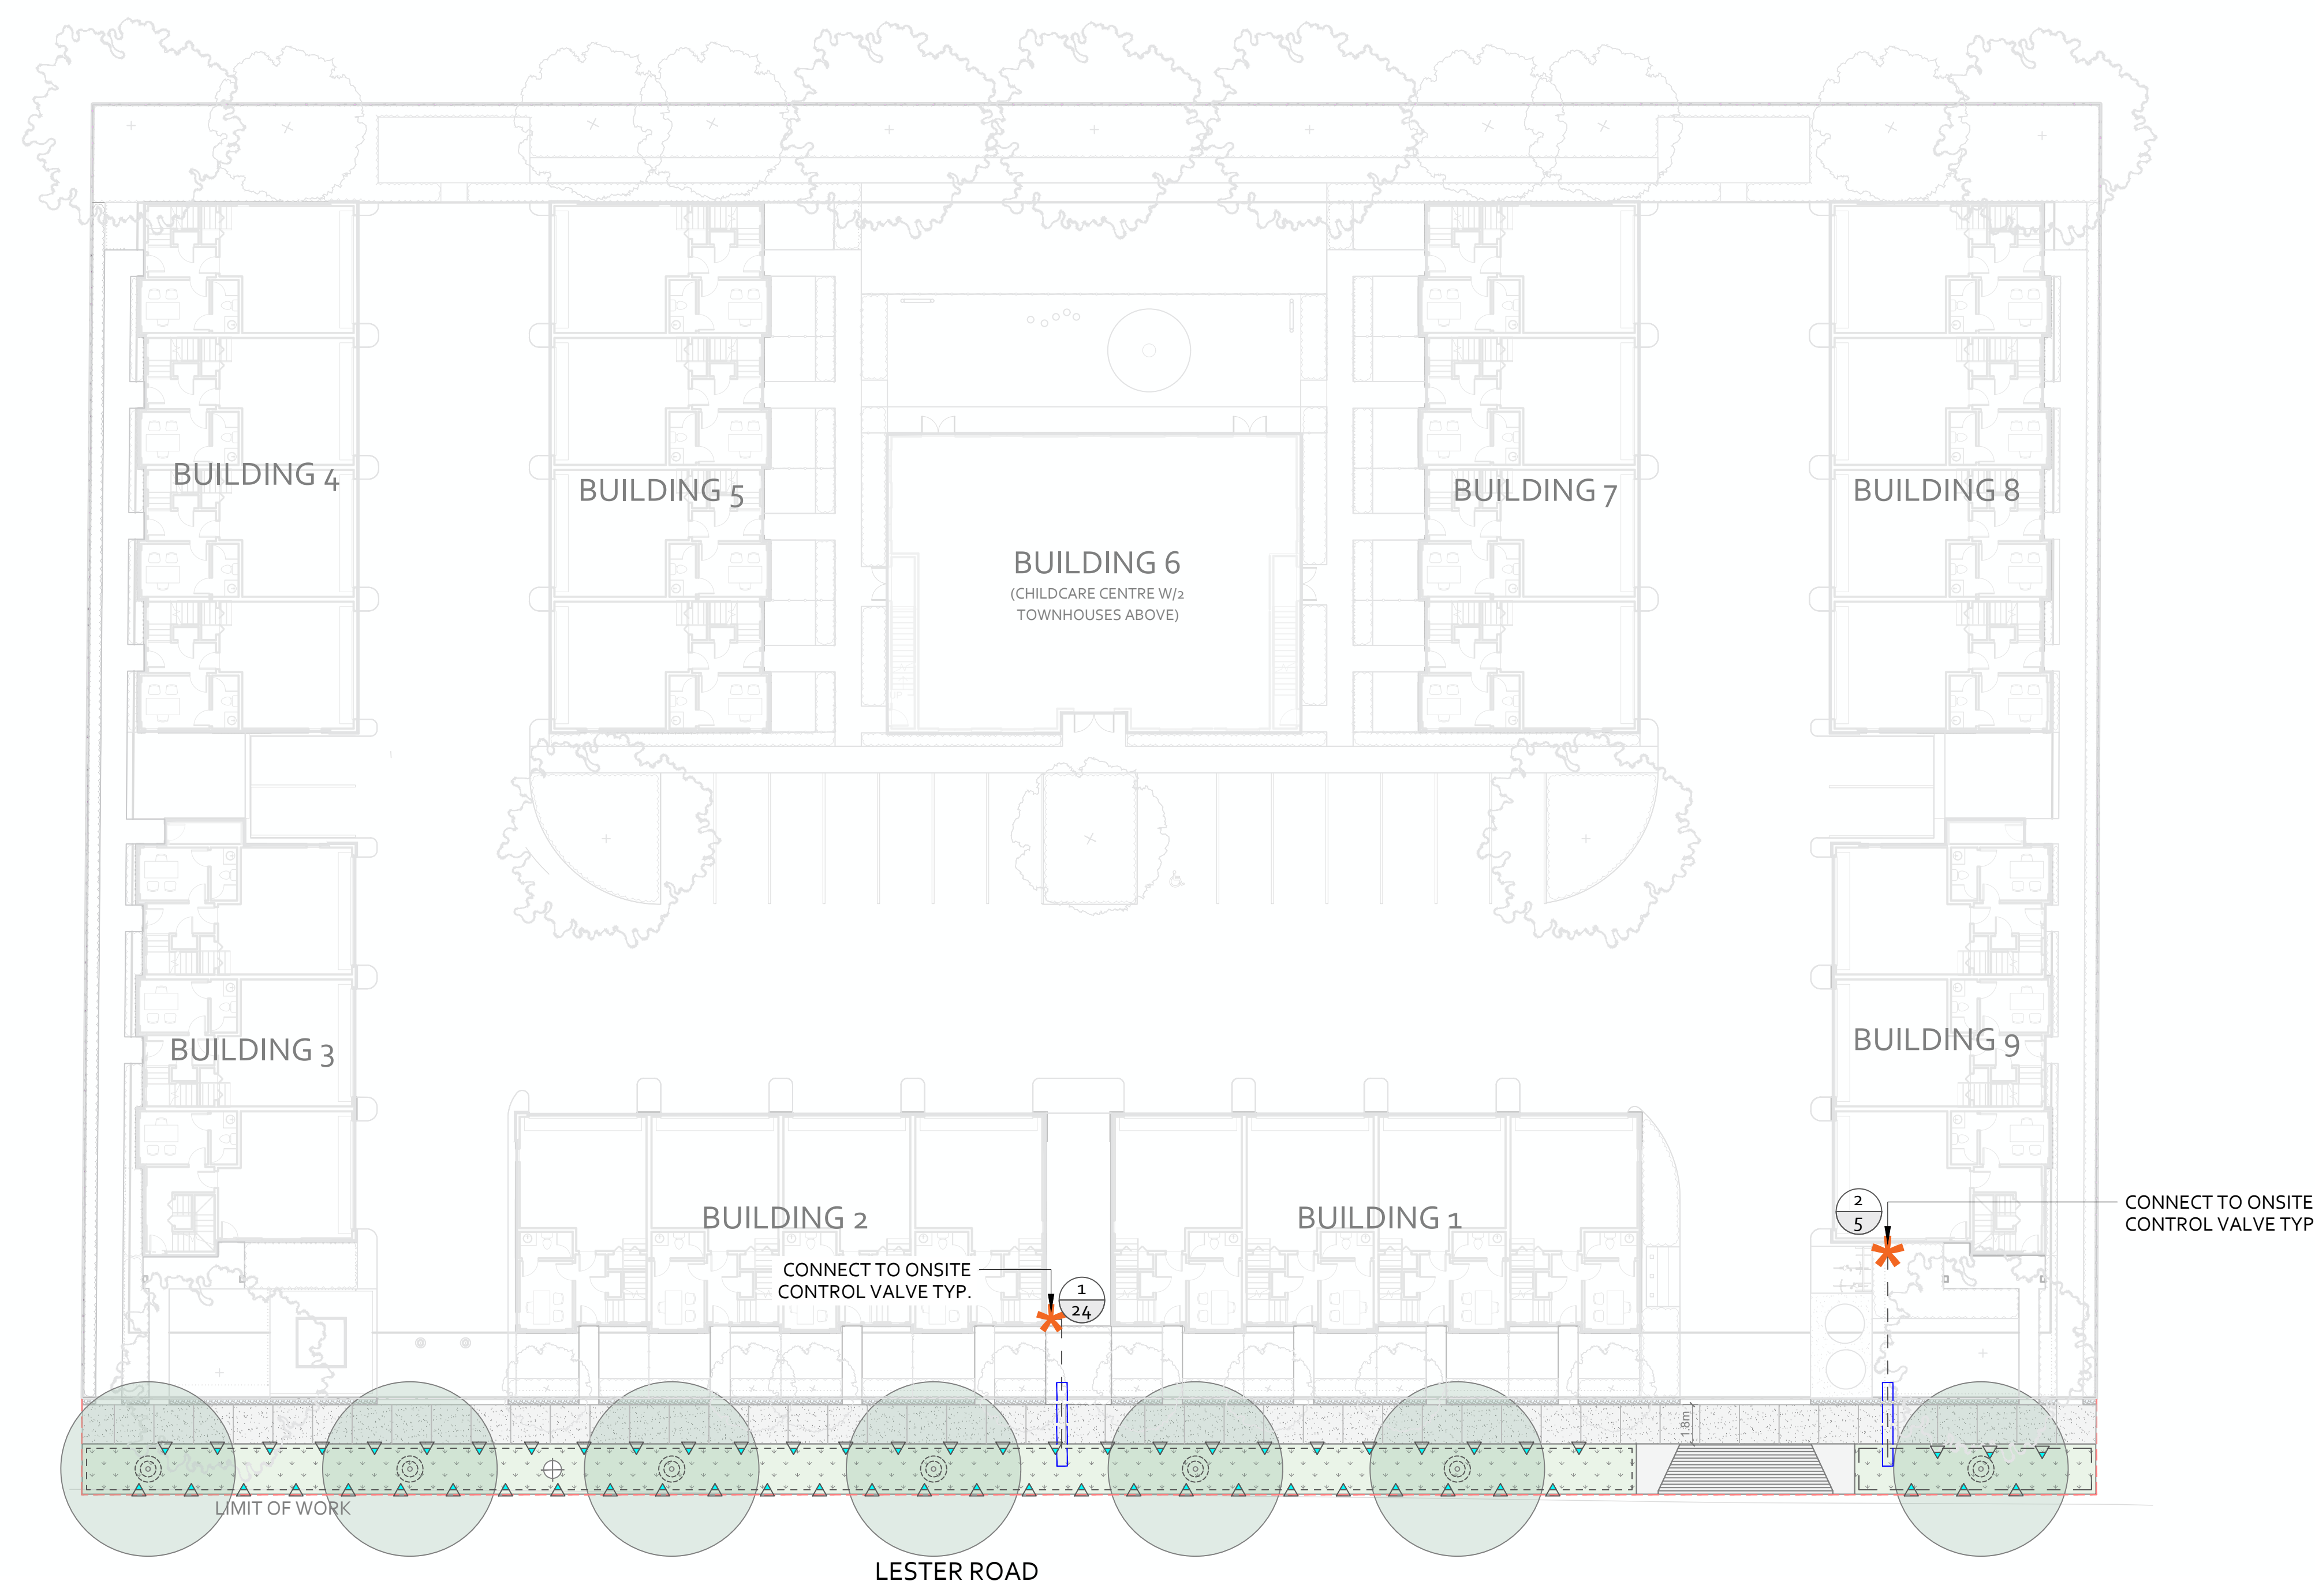 BUILDING 4
BUILDING 5
BUILDING 7
BUILDING 8
BUILDING 6
(CHILDCARE CENTRE W/2
TOWNHOUSES ABOVE)
BUILDING 3
BUILDING 9
BUILDING 2
BUILDING 1
2
5
CONNECT TO ONSITE
CONTROL VALVE TYP
CONNECT TO ONSITE
CONTROL VALVE TYP.
1
24
1.8m
LIMIT OF WORK
LESTER ROAD